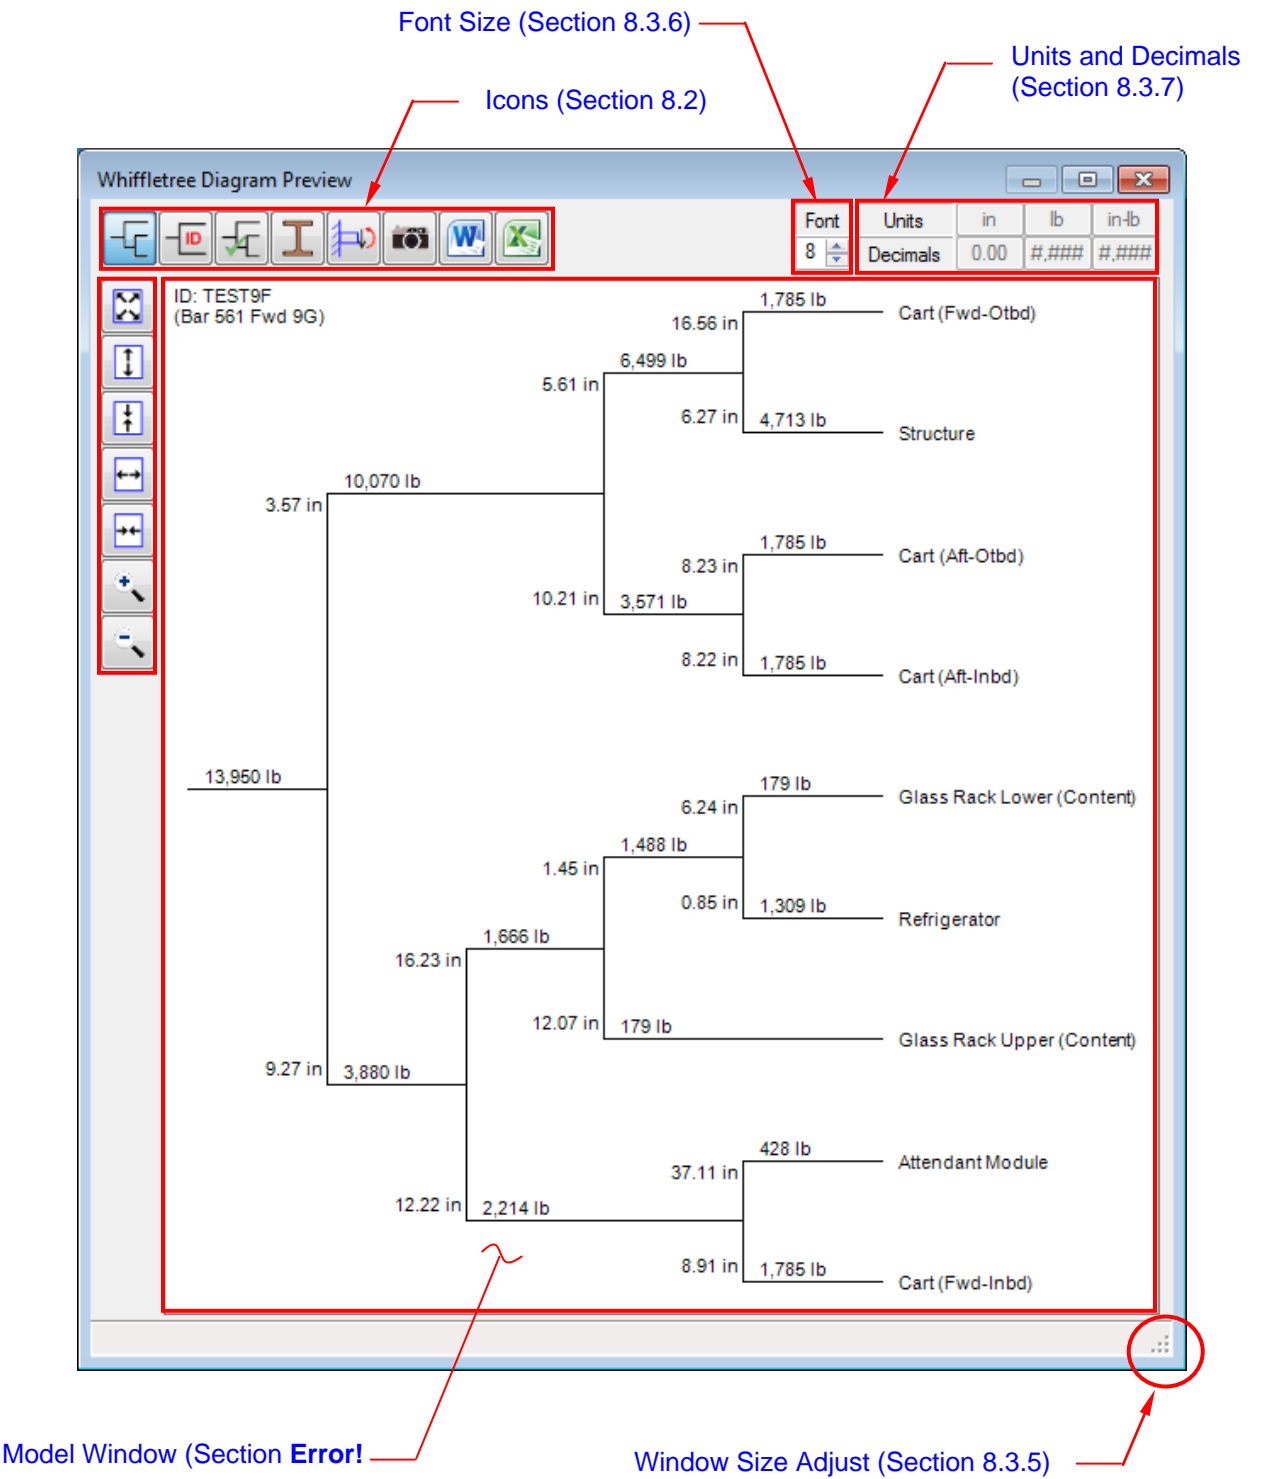 Font Size (Section 8.3.6)
Units and Decimals
(Section 8.3.7)
Icons (Section 8.2)
Whiffletree Diagram Preview
ID
W
X
Font
Units
in
lb
in-lb
8
Decimals
0.00
#,###
#,###
ID: TEST9F
(Bar 561 Fwd 9G)
1,785 lb
Cart (Fwd-Otbd)
16.56 in
6,499 lb
5.61 in
6.27 in
4,713 lb
Structure
10,070 lb
3.57 in
1,785 lb
Cart (Aft-Otbd)
8.23 in
10.21 in
3,571 lb
8.22 in
1,785 lb
Cart (Aft-Inbd)
13,950 lb
179 lb
Glass Rack Lower (Content)
6.24 in
1,488 lb
1.45 in
0.85 in
1,309 lb
Refrigerator
1,666 lb
16.23 in
12.07 in
179 lb
Glass Rack Upper (Content)
9.27 in
3,880 lb
428 lb
Attendant Module
37.11 in
12.22 in
2,214 lb
8.91 in
1,785 lb
Cart (Fwd-Inbd)
Model Window (Section Error!
Window Size Adjust (Section 8.3.5)